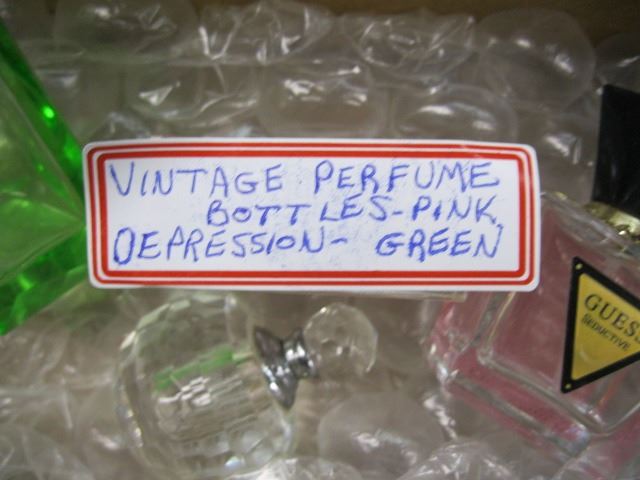 VINTAGE PERFUME
BOTTLES-PINK,
DEPRESSION- GREEN
GUESS
SEDUCTIVE